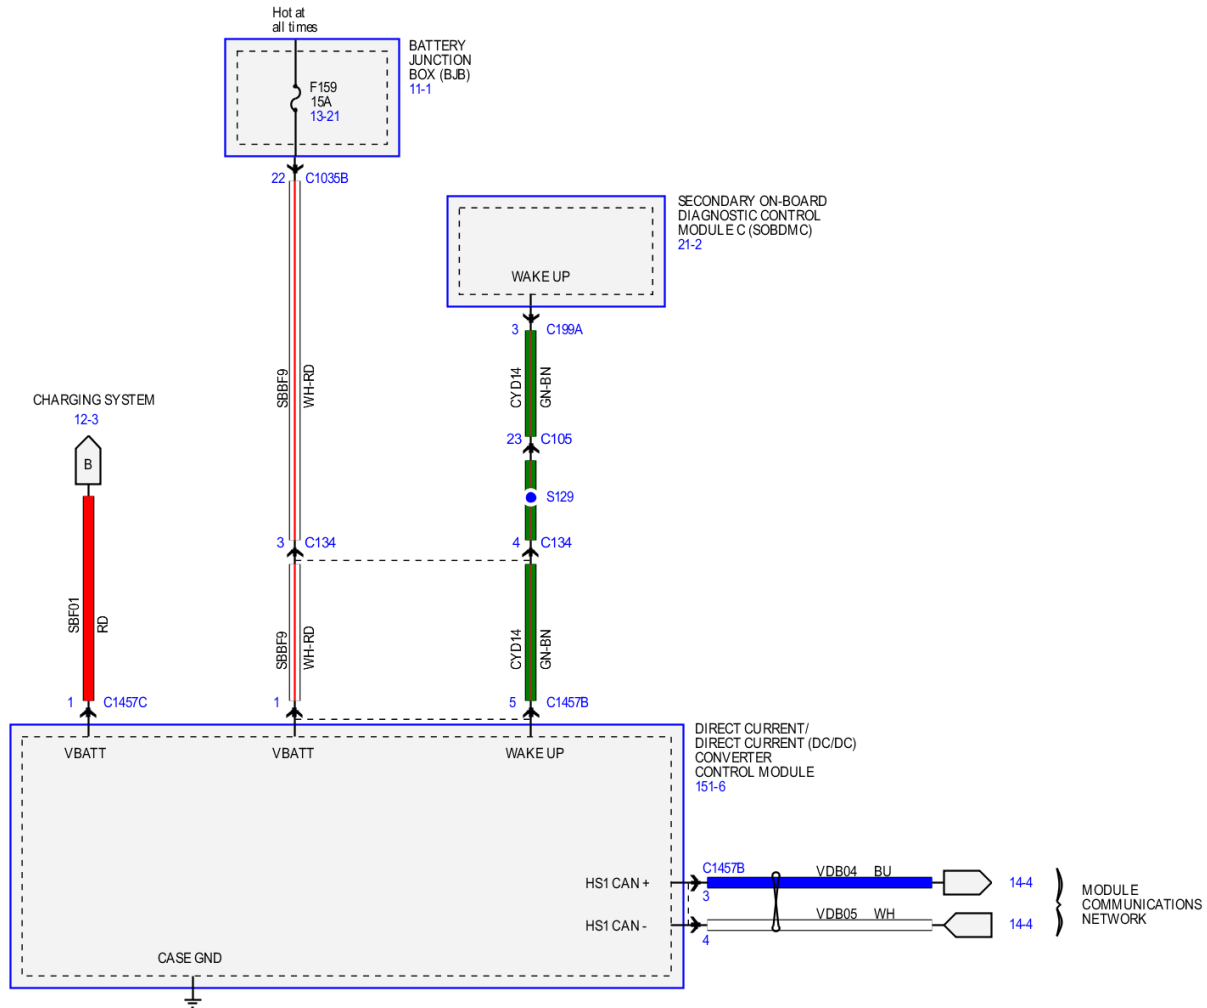 Hot at
all times
BATTERY
JUNCTION
BOX (BJB)
11-1
F159
15A
13-21
22 C1035B
SECONDARY ON-BOARD
DIAGNOSTIC CONTROL
MODULE C (SOBDMC)
21-2
WAKE UP
3 C199A
SBBF9
WH-RD
CYD14
GN-BN
CHARGING SYSTEM
12-3
B
23 C105
S129
3 C134
4 C134
SBF01
RD
SBBF9
WH-RD
CYD14
GN-BN
1 C1457C
1
5 C1457B
VBATT
VBATT
WAKE UP
DIRECT CURRENT/
DIRECT CURRENT (DC/DC)
CONVERTER
CONTROL MODULE
151-6
C1457B
HS1 CAN +
3
VDB04 BU
14-4
HS1 CAN -
4
VDB05 WH
14-4
MODULE
COMMUNICATIONS
NETWORK
CASE GND